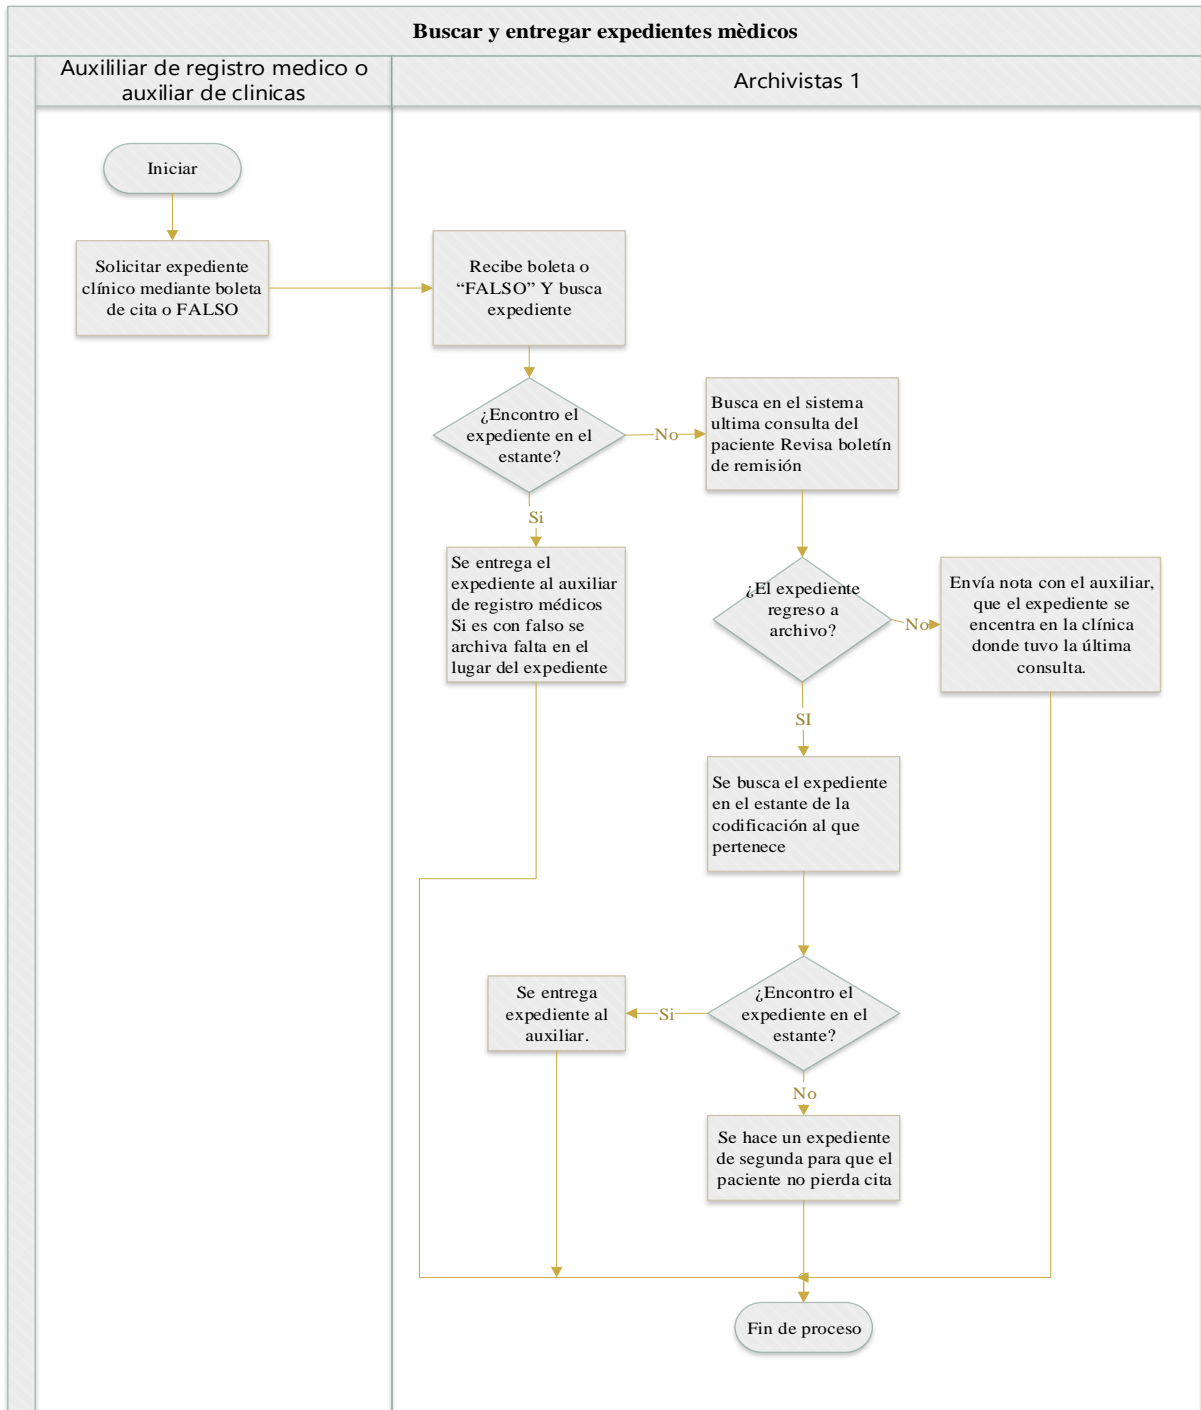 Buscar y entregar expedientes mèdicos
Auxililiar de registro medico o
auxiliar de clinicas
Archivistas 1
Iniciar
Solicitar expediente
clínico mediante boleta
de cita o FALSO
Recibe boleta o
“FALSO” Y busca
expediente
¿Encontro el
expediente en el
estante?
No
Busca en el sistema
ultima consulta del
paciente Revisa boletín
de remisión
Si
Se entrega el
expediente al auxiliar
de registro médicos
Si es con falso se
archiva falta en el
lugar del expediente
¿El expediente
regreso a
archivo?
No
Envía nota con el auxiliar,
que el expediente se
encentra en la clínica
donde tuvo la última
consulta.
SI
Se busca el expediente
en el estante de la
codificación al que
pertenece
¿Encontro el
expediente en el
estante?
Si
Se entrega
expediente al
auxiliar.
No
Se hace un expediente
de segunda para que el
paciente no pierda cita
Fin de proceso